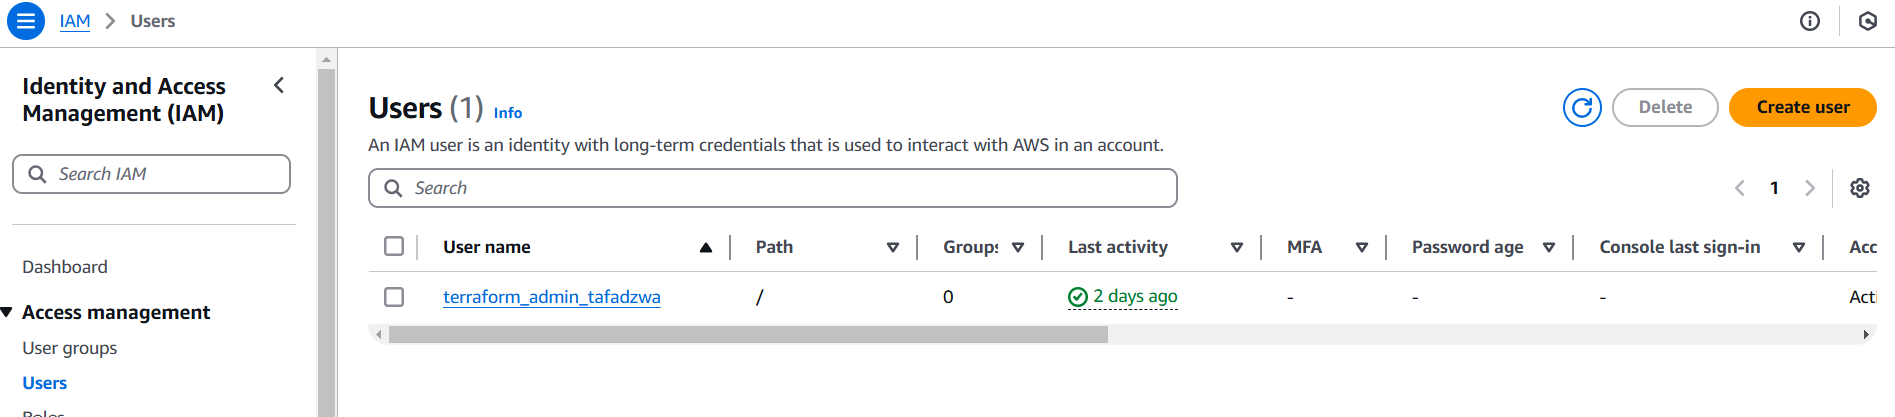 IAM > Users
Identity and Access
Management (IAM)
Search IAM
Dashboard
Access management
User groups
Users
Roles
Users (1) Info
Delete
Create user
An IAM user is an identity with long-term credentials that is used to interact with AWS in an account.
Search
1
User name Path Groups Last activity MFA Password age Console last sign-in Acc
terraform_admin_tafadzwa / 0 2 days ago - - - Acti